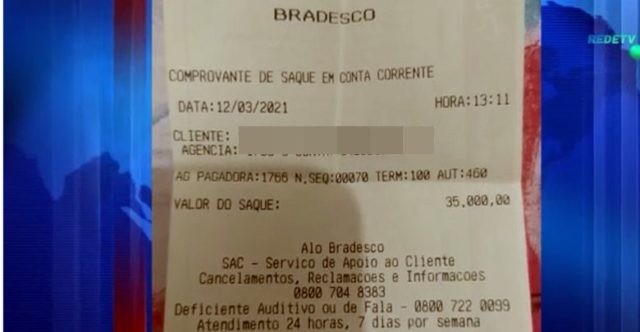 BRADESCO
REDETV
COMPROVANTE DE SAQUE EM CONTA CORRENTE
DATA:12/03/2021 HORA:13:11
CLIENTE:
AGENCIA:
AG PAGADORA:1766 N.SEQ:00070 TERM:100 AUT:460
VALOR DO SAQUE: 35.000,00
Alo Bradesco
SAC - Servico de Apoio ao Cliente
Cancelamentos, Reclamacoes e Informacoes
0800 704 8383
Deficiente Auditivo ou de Fala - 0800 722 0099
Atendimento 24 horas, 7 dias por semana